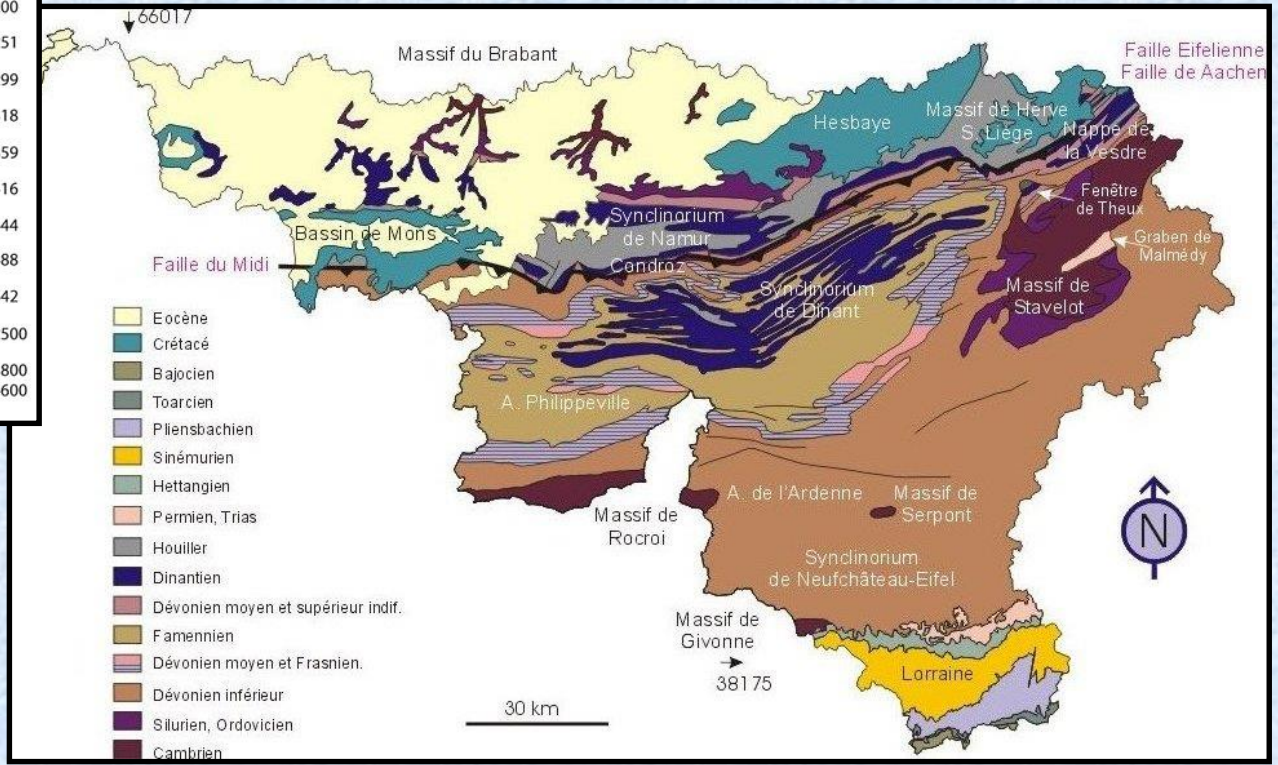 00
51
99
18
59
16
44
88
42
500
800
600
66017
Massif du Brabant
Faille Eifelienne
Faille de Aachen
Hesbaye
Massif de Herve
S. Liège
Nappe de
la Vesdre
Fenêtre
de Theux
Graben de
Malmédy
Synclinorium
de Namur
Bassin de Mons
Faille du Midi
Condroz
Synclinorium
de Dinant
Massif de
Stavelot
A. Philippeville
A. de l'Ardenne
Massif de
Serpont
Massif de
Rocroi
Synclinorium
de Neufchâteau-Eifel
Massif de
Givonne
38175
Lorraine
N
30 km
Eocène
Crétacé
Bajocien
Toarcien
Pliensbachien
Sinémurien
Hettangien
Permien, Trias
Houiller
Dinantien
Dévonien moyen et supérieur indif.
Famennien
Dévonien moyen et Frasnien.
Dévonien inférieur
Silurien, Ordovicien
Cambrien